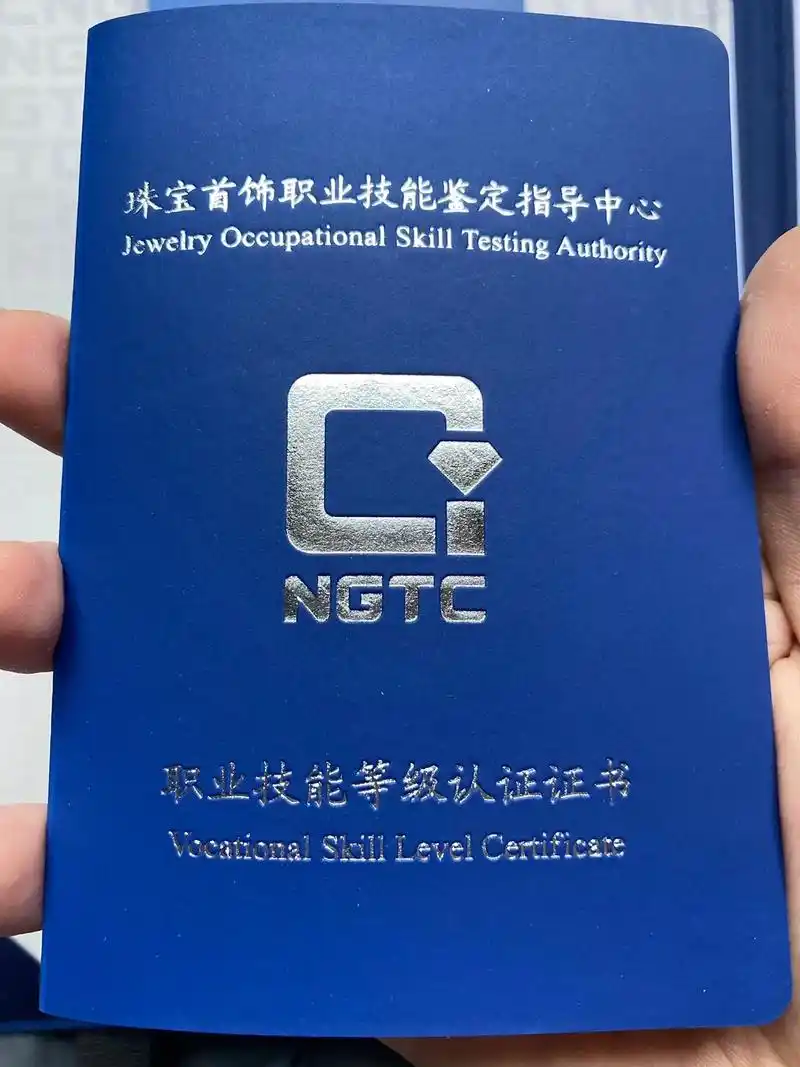 珠宝首饰职业技能鉴定指导中心
Jewelry Occupational Skill Testing Authority
NGTC
职业技能等级认证证书
Vocational Skill Level Certificate